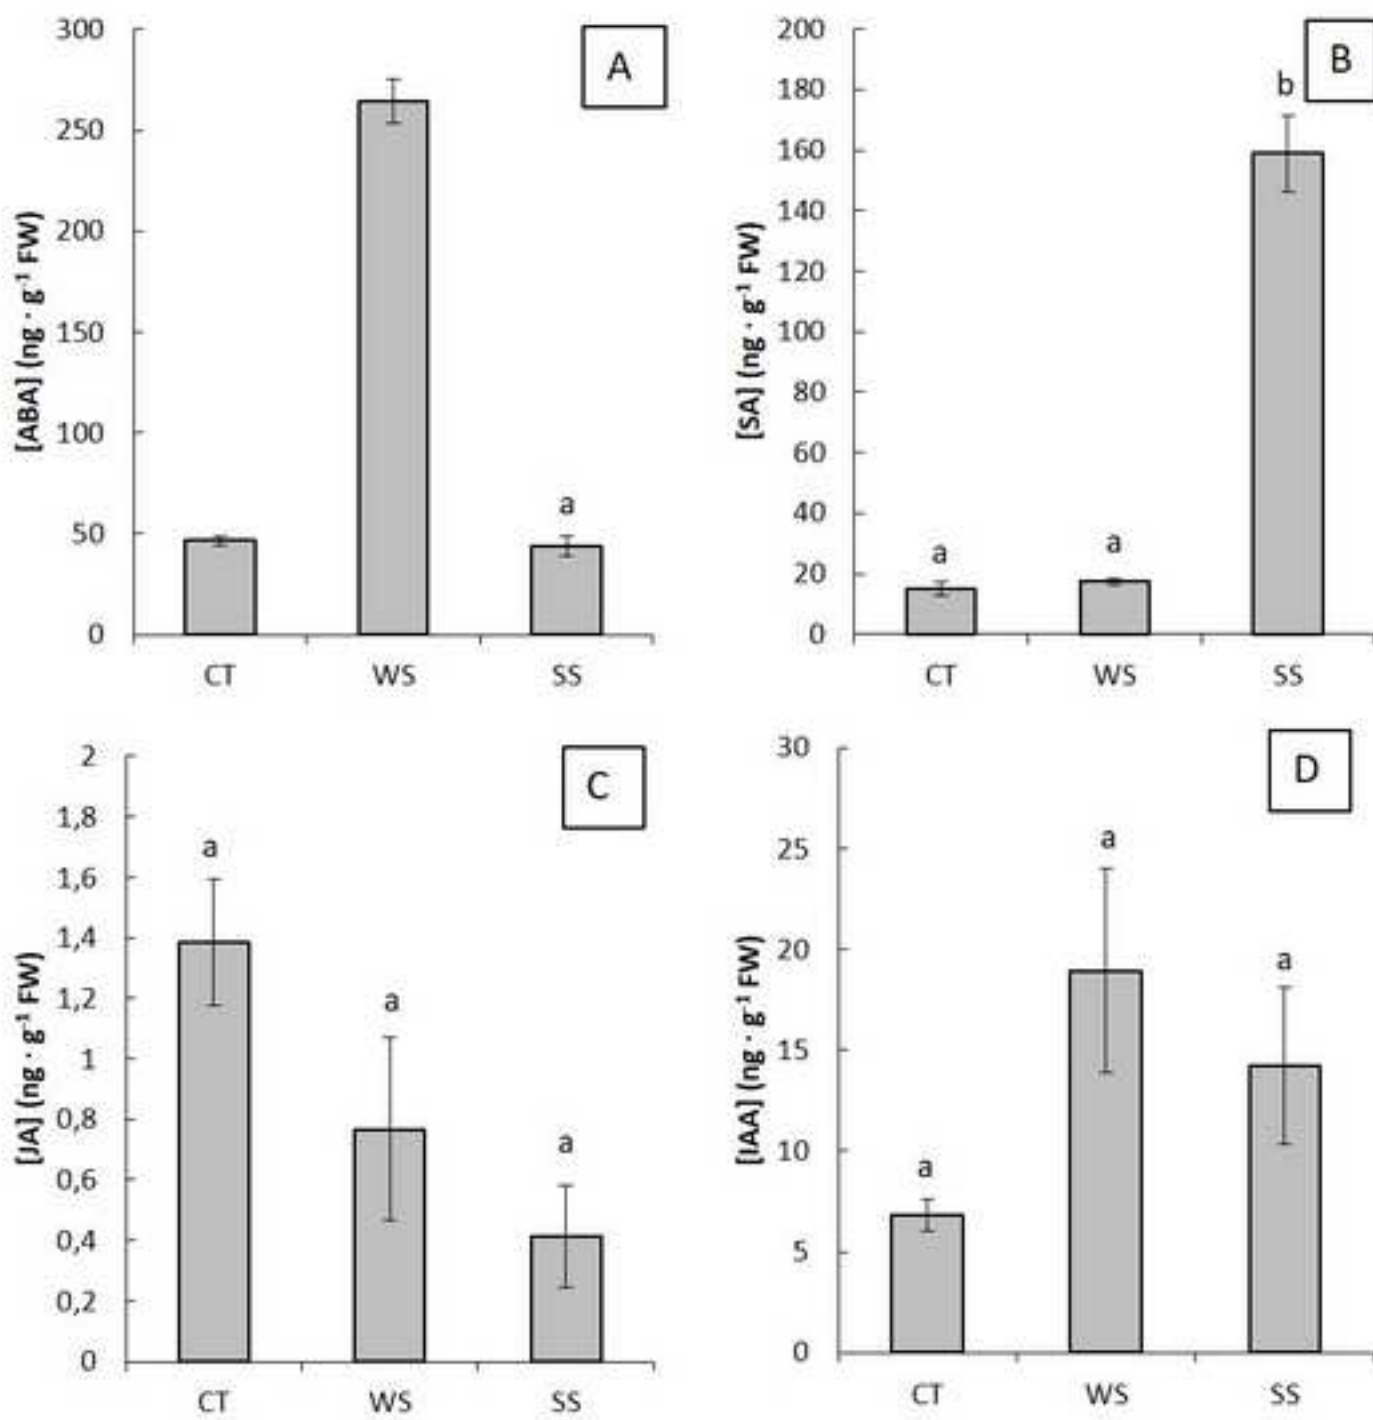 A
[ABA] (ng · g⁻¹ FW)
300
250
200
150
100
50
0
a
CT WS SS
B
[SA] (ng · g⁻¹ FW)
200
180
160
140
120
100
80
60
40
20
0
a a b
CT WS SS
C
[JA] (ng · g⁻¹ FW)
2
1,8
1,6
1,4
1,2
1
0,8
0,6
0,4
0,2
0
a a a
CT WS SS
D
[IAA] (ng · g⁻¹ FW)
30
25
20
15
10
5
0
a a a
CT WS SS